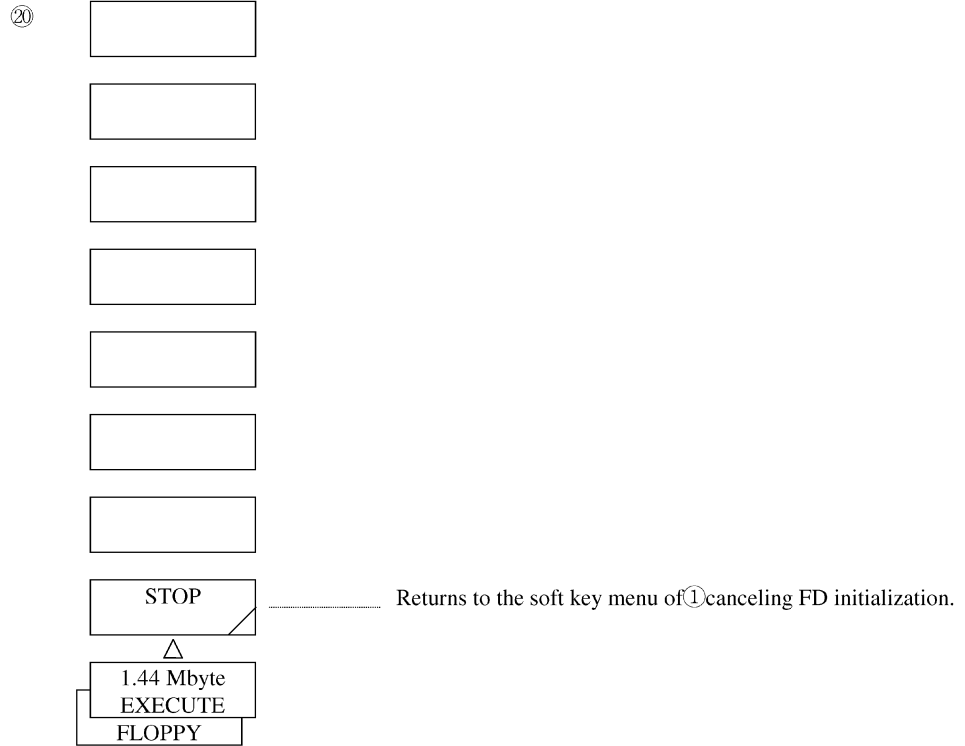 ⑳
STOP
Returns to the soft key menu of①canceling FD initialization.
1.44 Mbyte
EXECUTE
FLOPPY